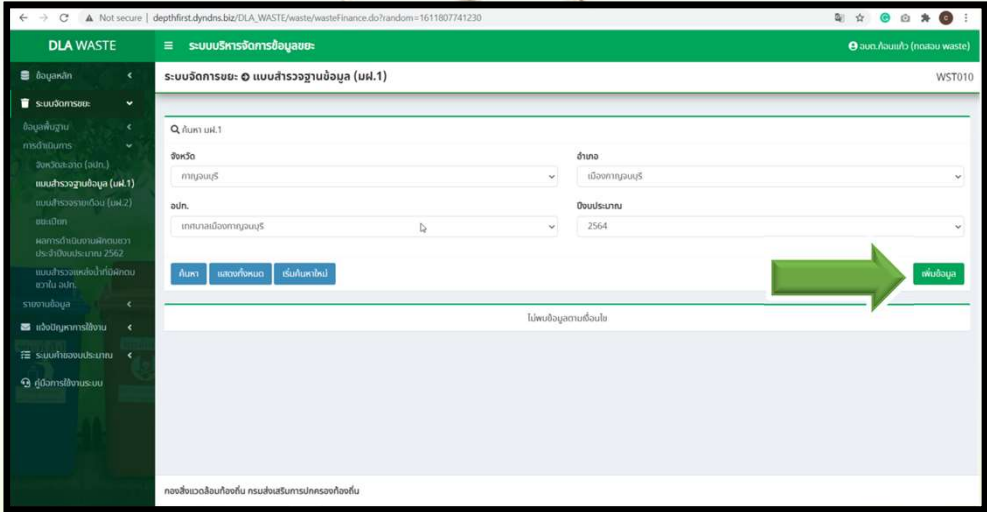 Not secure | depthfirst.dyndns.biz/DLA_WASTE/waste/wasteFinance.do?random=1611807741230
DLA WASTE
ระบบบริหารจัดการข้อมูลขยะ
อบต.ก้อนแก้ว (ทดสอบ waste)
ข้อมูลหลัก
ระบบจัดการขยะ
ข้อมูลพื้นฐาน
การดำเนินการ
จังหวัดสะอาด (อปท.)
แบบสำรวจฐานข้อมูล (มฝ.1)
แบบสำรวจรายเดือน (มฝ.2)
ขยะเปียก
ผลการดำเนินงานผักตบชวา
ประจำปีงบประมาณ 2562
แบบสำรวจแหล่งน้ำที่มีผักตบ
ชวาใน อปท.
รายงานข้อมูล
แจ้งปัญหาการใช้งาน
ระบบคำของบประมาณ
คู่มือการใช้งานระบบ
ระบบจัดการขยะ แบบสำรวจฐานข้อมูล (มฝ.1)
WST010
ค้นหา มฝ.1
จังหวัด
อำเภอ
กาญจนบุรี
เมืองกาญจนบุรี
อปท.
ปีงบประมาณ
เทศบาลเมืองกาญจนบุรี
2564
ค้นหา แสดงทั้งหมด เริ่มค้นหาใหม่
เพิ่มข้อมูล
ไม่พบข้อมูลตามเงื่อนไข
กองสิ่งแวดล้อมท้องถิ่น กรมส่งเสริมการปกครองท้องถิ่น